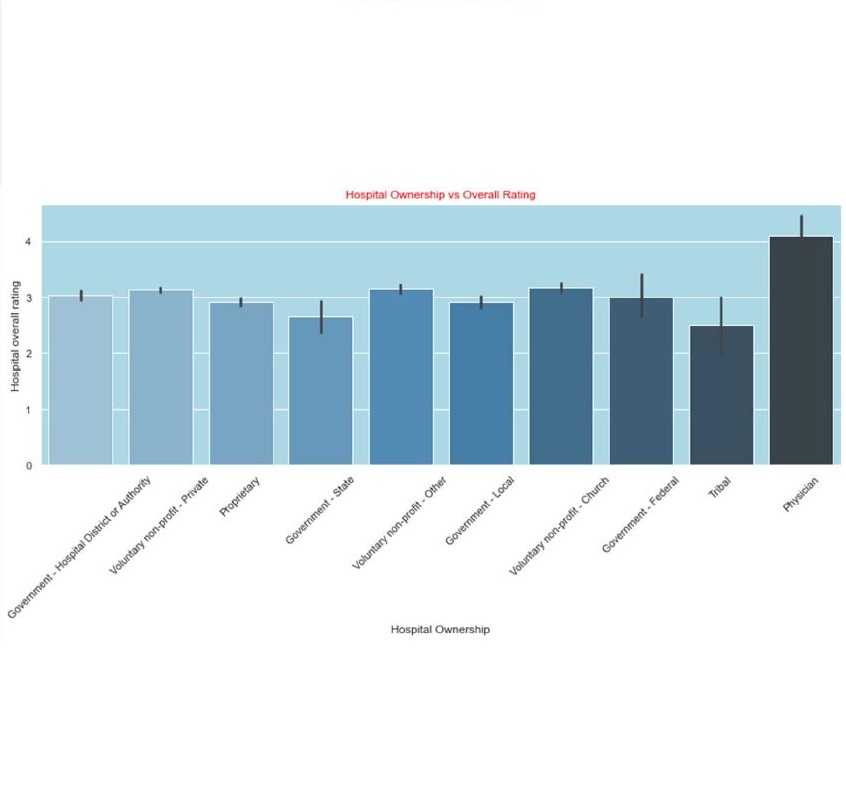 Hospital Ownership vs Overall Rating
Hospital overall rating
4
3
2
1
0
Government - Hospital District or Authority
Voluntary non-profit - Private
Proprietary
Government - State
Voluntary non-profit - Other
Government - Local
Voluntary non-profit - Church
Government - Federal
Tribal
Physician
Hospital Ownership